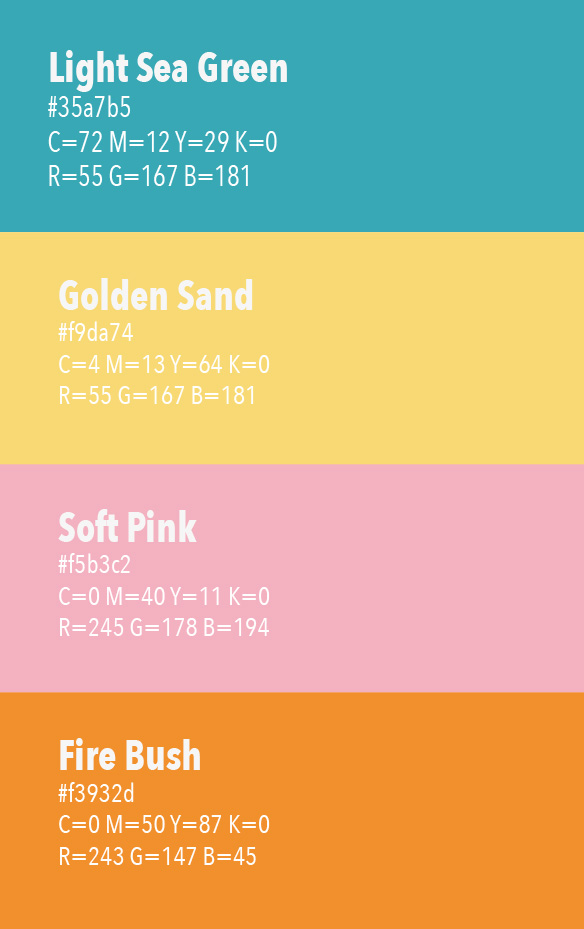 Light Sea Green
#35a7b5
C=72 M=12 Y=29 K=0
R=55 G=167 B=181
Golden Sand
#f9da74
C=4 M=13 Y=64 K=0
R=55 G=167 B=181
Soft Pink
#f5b3c2
C=0 M=40 Y=11 K=0
R=245 G=178 B=194
Fire Bush
#f3932d
C=0 M=50 Y=87 K=0
R=243 G=147 B=45